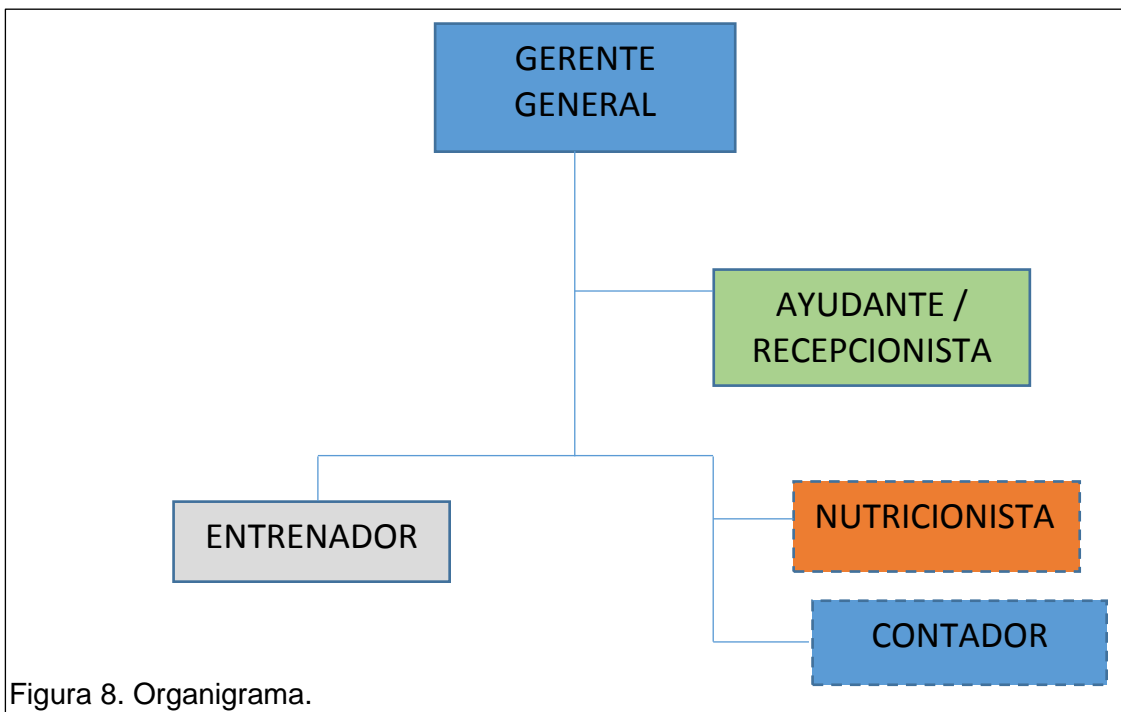 GERENTE
GENERAL
AYUDANTE /
RECEPCIONISTA
ENTRENADOR
NUTRICIONISTA
CONTADOR
Figura 8. Organigrama.